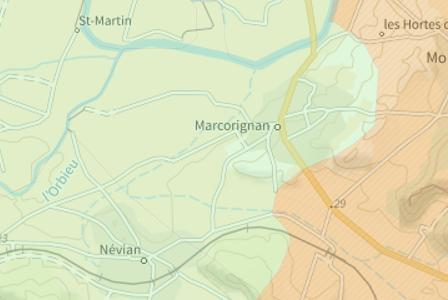 St-Martin
les Hortes
Mo
Marcorignan
l'Orbieu
29
Névian